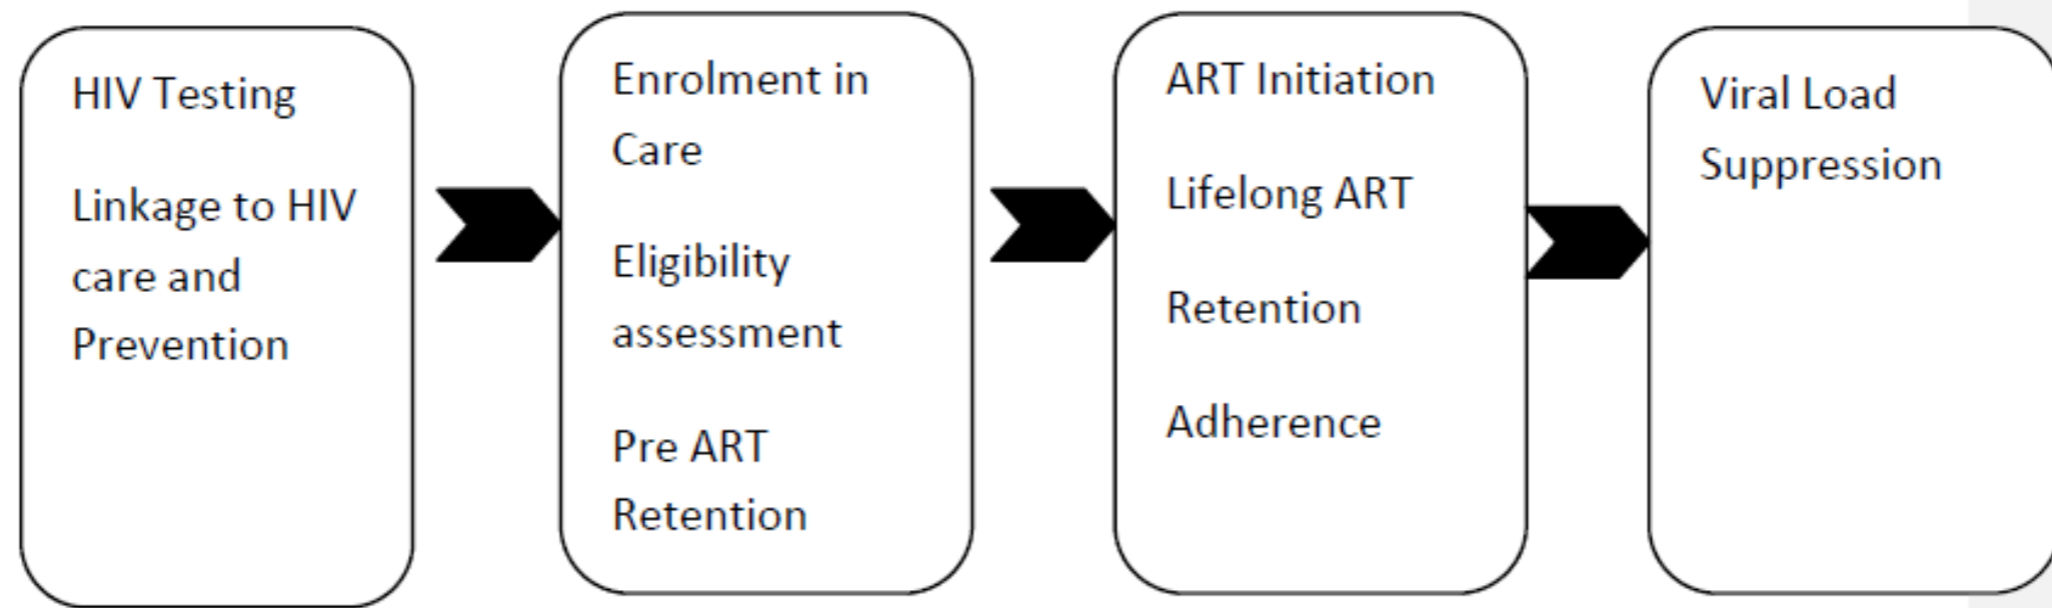 HIV Testing
Linkage to HIV
care and
Prevention
Enrolment in
Care
Eligibility
assessment
Pre ART
Retention
ART Initiation
Lifelong ART
Retention
Adherence
Viral Load
Suppression